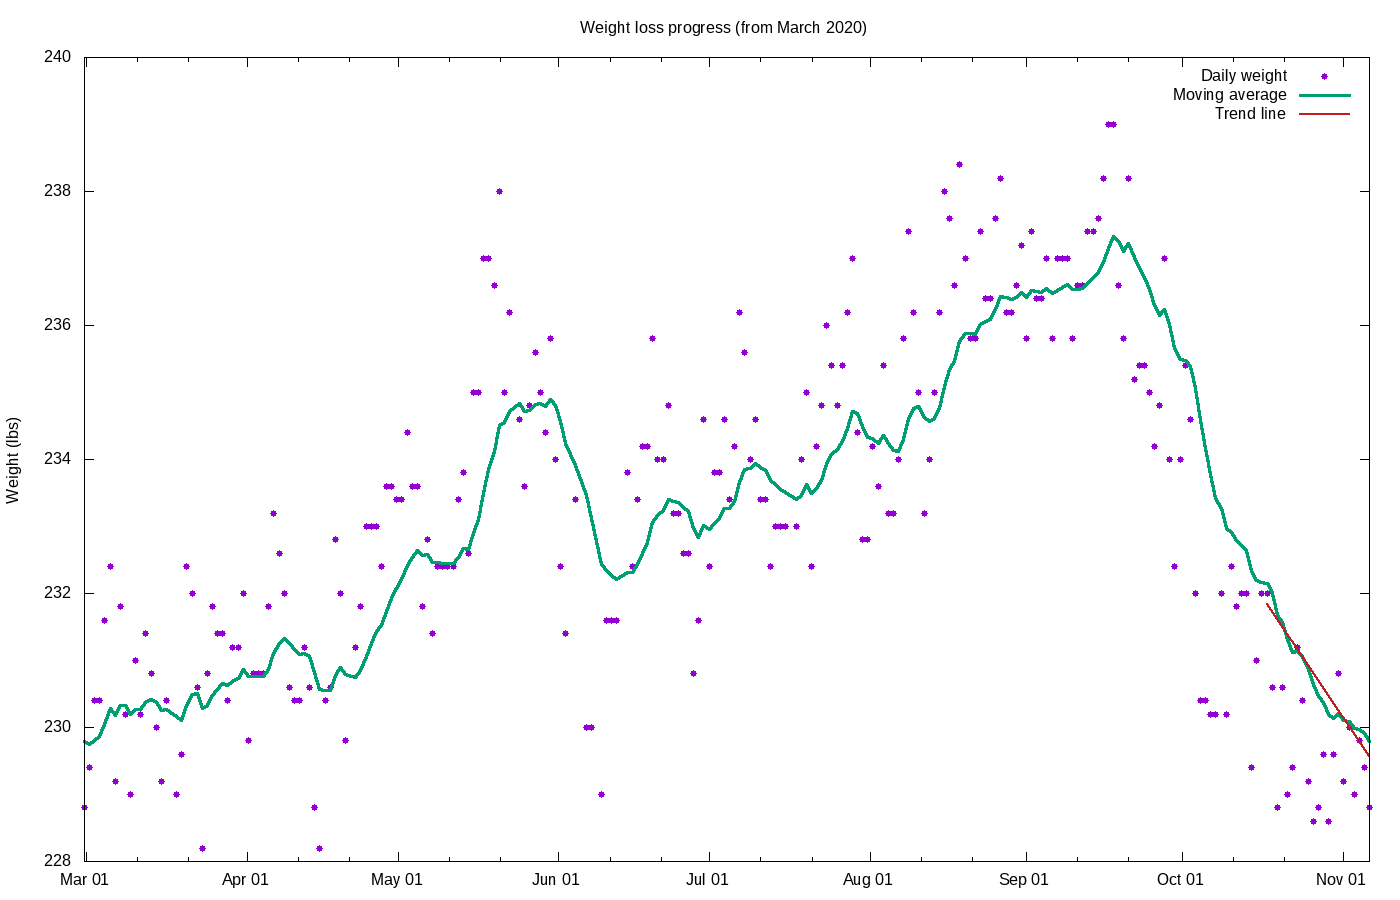 Weight loss progress (from March 2020)
240
Daily weight
Moving average
Trend line
238
236
234
Weight (lbs)
232
230
228
Mar 01 Apr 01 May 01 Jun 01 Jul 01 Aug 01 Sep 01 Oct 01 Nov 01